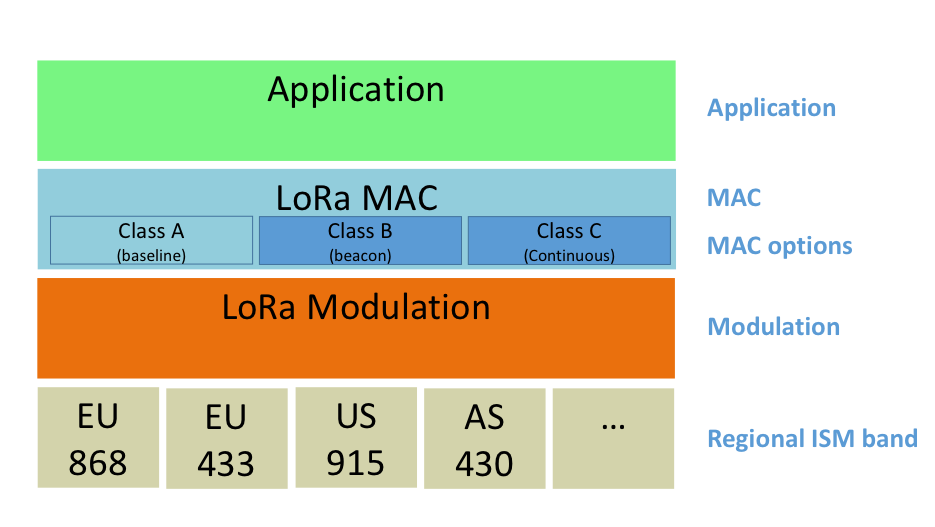 Application
Application
LoRa MAC
MAC
Class A
Class B
Class C
(baseline)
(beacon)
(Continuous)
MAC options
LoRa Modulation
Modulation
EU
868
EU
433
US
915
AS
430
...
Regional ISM band